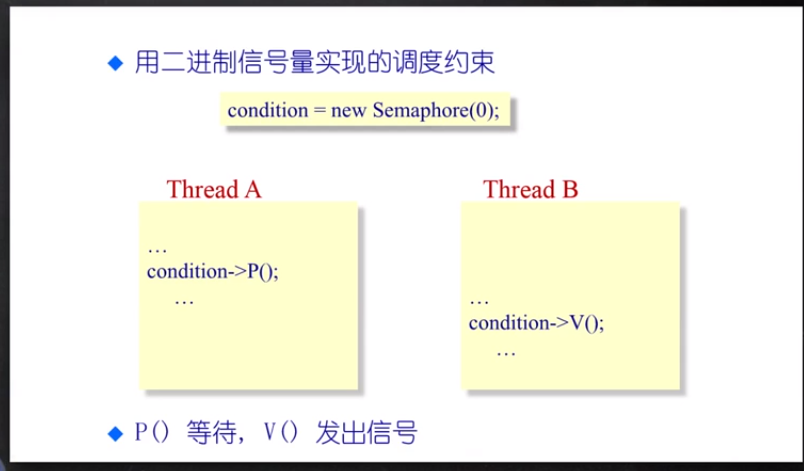 用二进制信号量实现的调度约束
condition = new Semaphore(0);
Thread A
…
condition->P();
…
Thread B
…
condition->V();
…
P() 等待, V() 发出信号